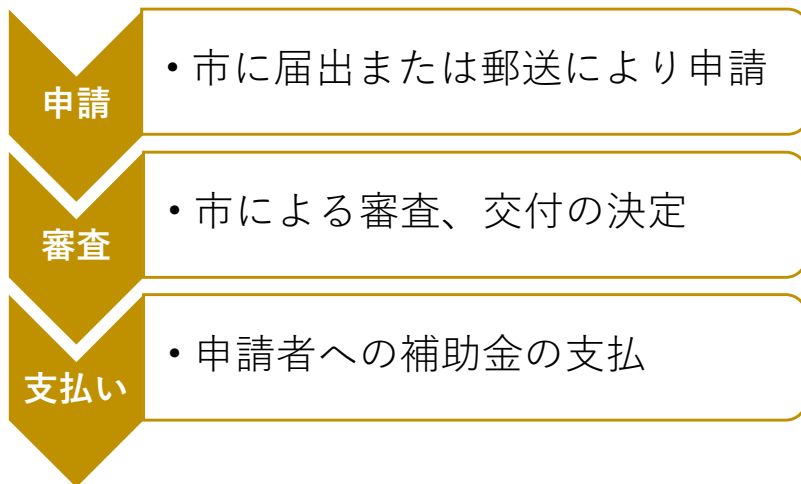 申請
・市に届出または郵送により申請
審査
・市による審査、交付の決定
支払い
・申請者への補助金の支払